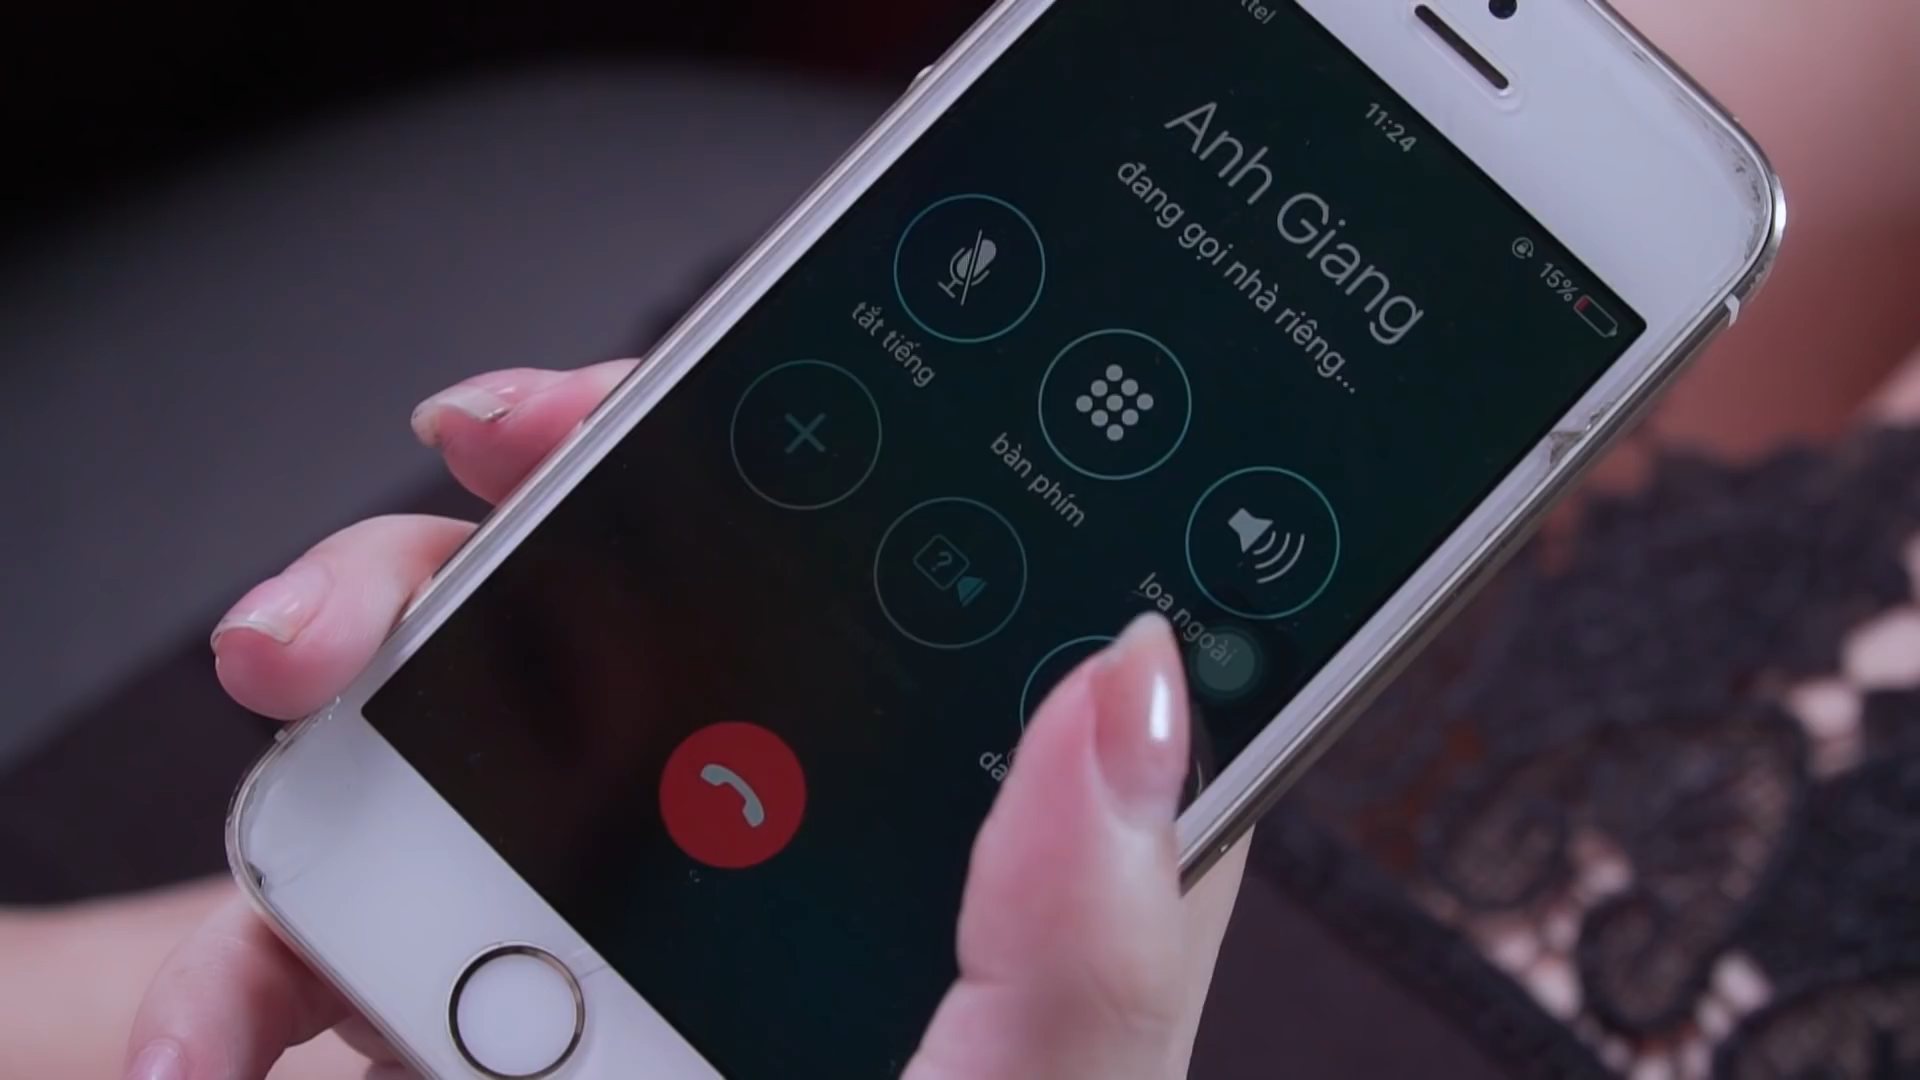 11:24
15%
Anh Giang
đang gọi nhà riêng...
tắt tiếng
bàn phím
loa ngoài
?